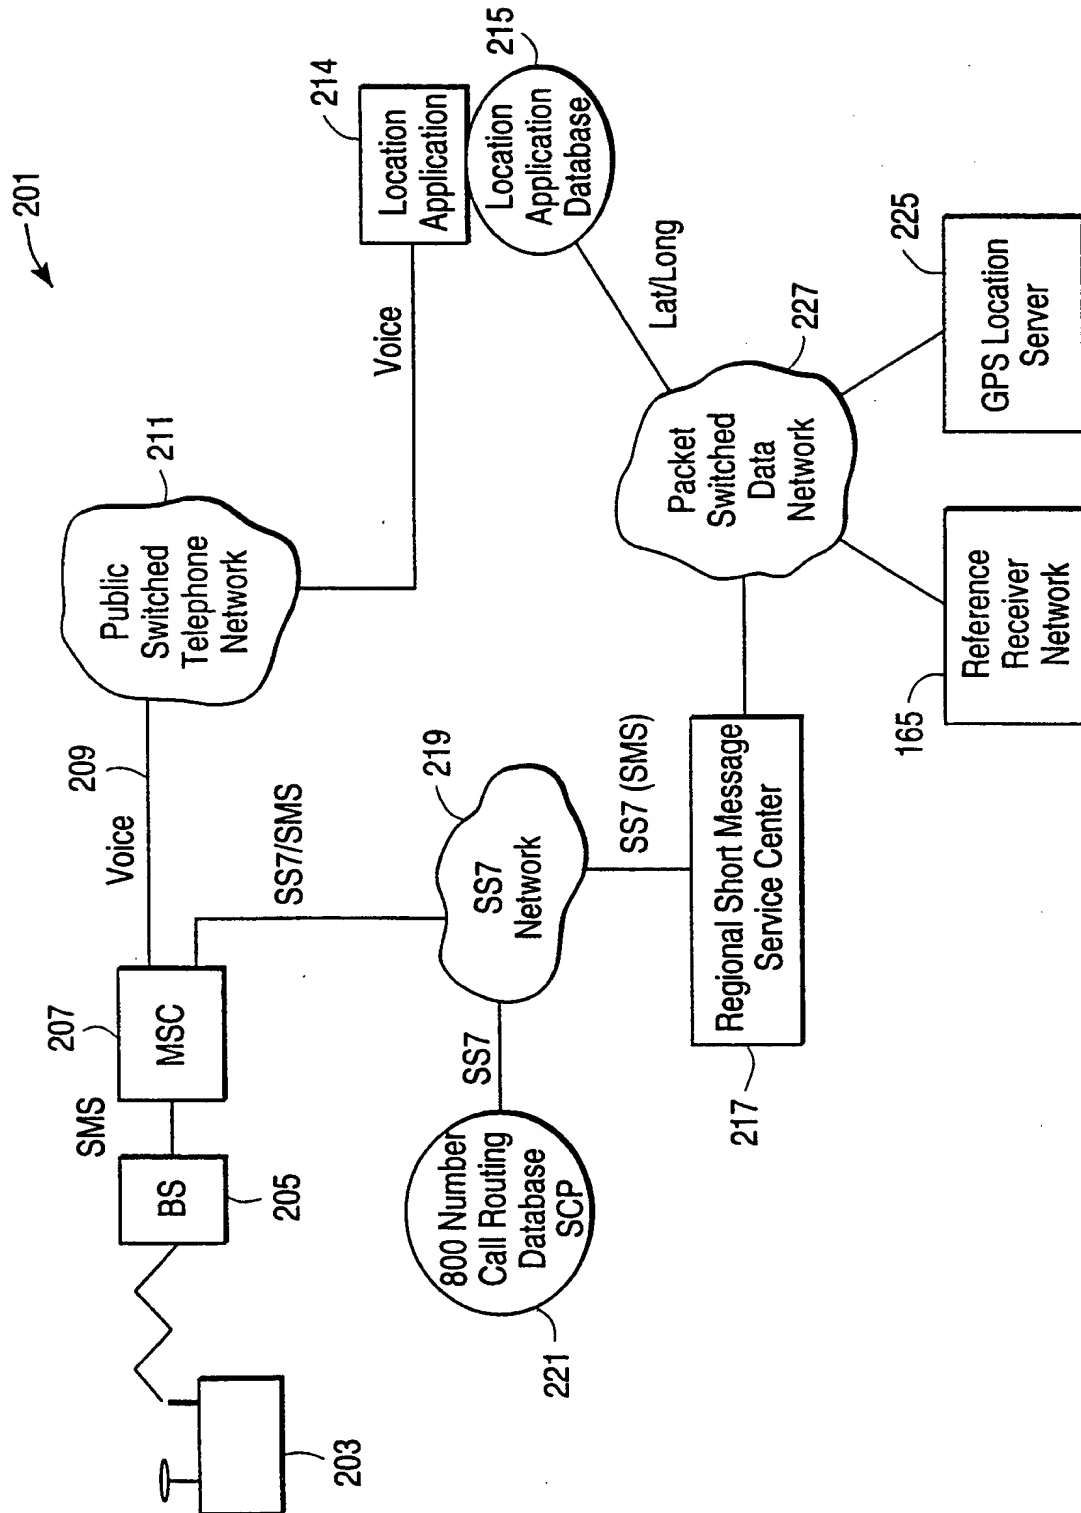 201
203
BS
205
SMS
MSC
207
Voice
209
Public
Switched
Telephone
Network
211
Voice
Location
Application
214
Location
Application
Database
215
SS7/SMS
800 Number
Call Routing
Database
SCP
221
SS7
SS7
Network
219
SS7 (SMS)
Regional Short Message
Service Center
217
Packet
Switched
Data
Network
227
Lat/Long
Reference
Receiver
Network
165
GPS Location
Server
225